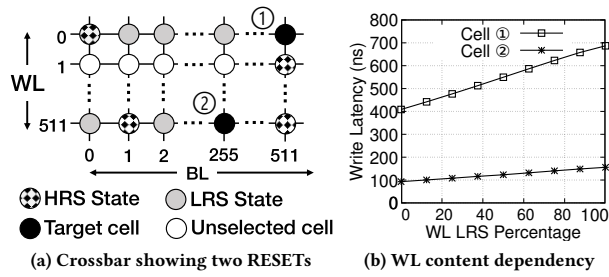 ①
0
WL
1
②
511
0 1 2 255 511
BL
HRS State LRS State
Target cell Unselected cell
(a) Crossbar showing two RESETs
Write Latency (ns)
800
700
600
500
400
300
200
100
0
Cell ①
Cell ②
0 20 40 60 80 100
WL LRS Percentage
(b) WL content dependency